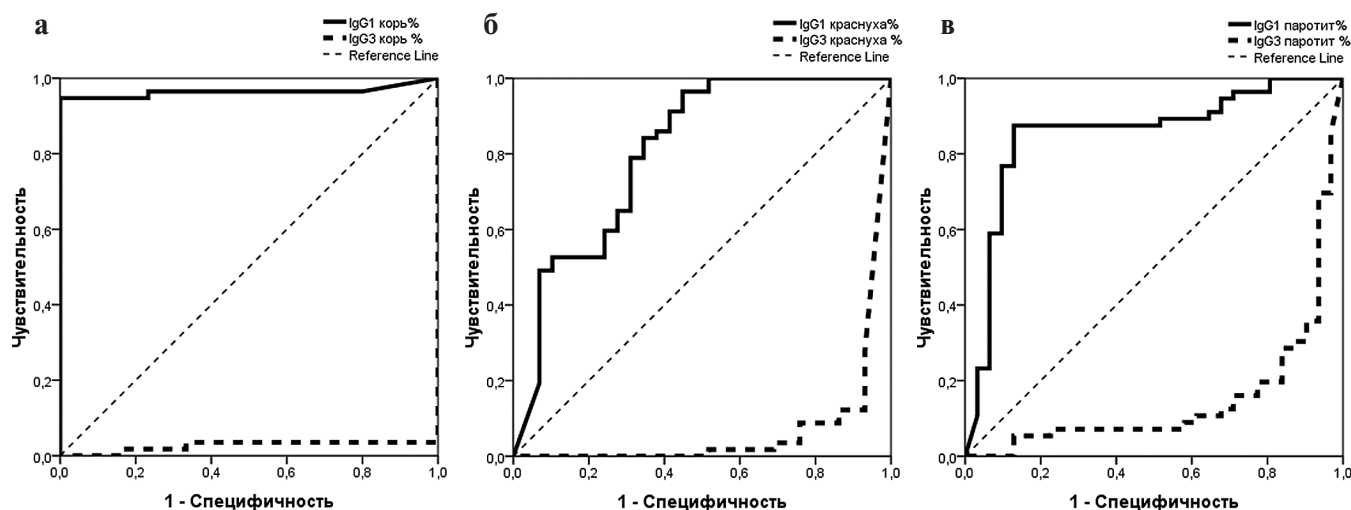 а
IgG1 корь%
IgG3 корь %
Reference Line
1,0
0,8
0,6
0,4
0,2
0,0
0,0
0,2
0,4
0,6
0,8
1,0
Чувствительность
1 - Специфичность
б
IgG1 краснуха%
IgG3 краснуха %
Reference Line
1,0
0,8
0,6
0,4
0,2
0,0
0,0
0,2
0,4
0,6
0,8
1,0
Чувствительность
1 - Специфичность
в
IgG1 паротит%
IgG3 паротит %
Reference Line
1,0
0,8
0,6
0,4
0,2
0,0
0,0
0,2
0,4
0,6
0,8
1,0
Чувствительность
1 - Специфичность